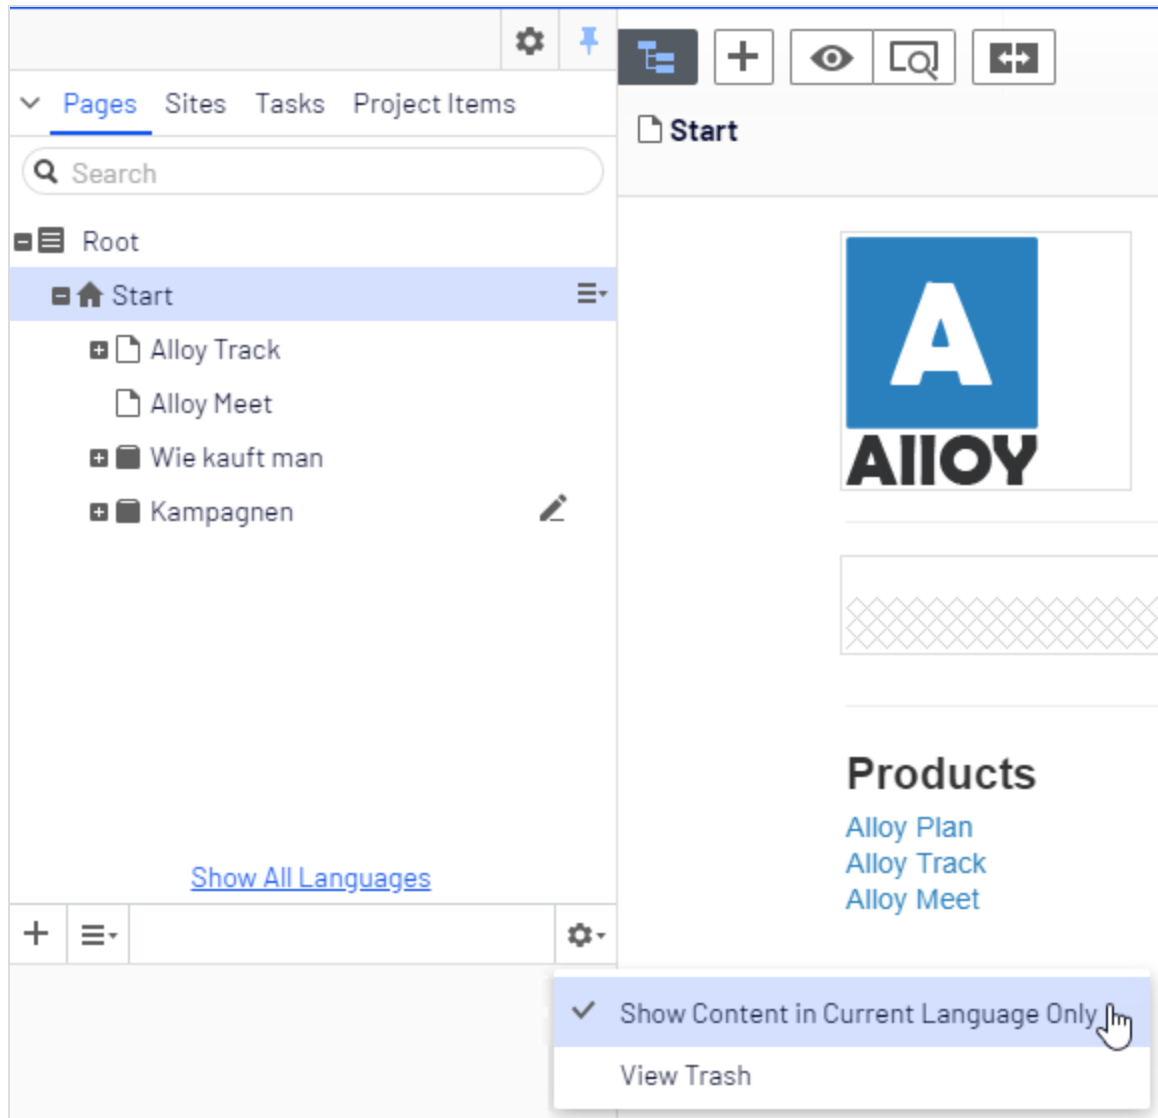 Pages Sites Tasks Project Items
Search
Start
Root
Start
Alloy Track
Alloy Meet
Wie kauft man
Kampagnen
Show All Languages
A
AllOY
Products
Alloy Plan
Alloy Track
Alloy Meet
Show Content in Current Language Only
View Trash